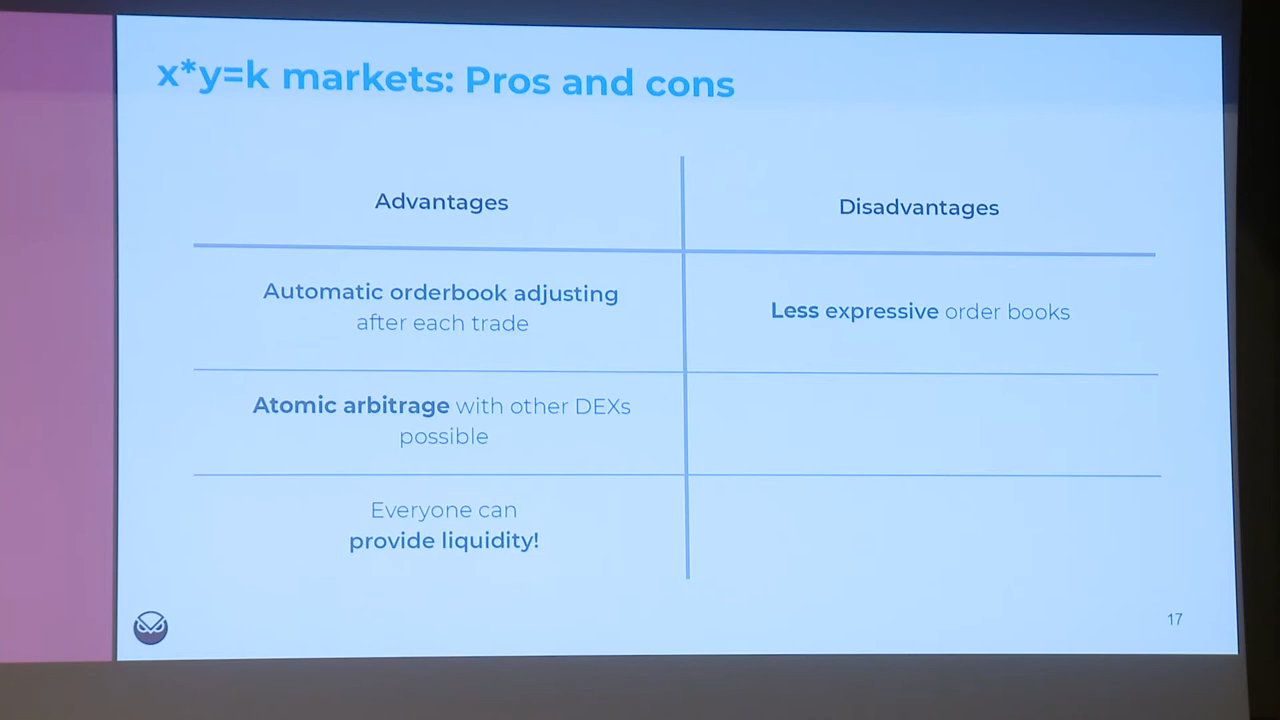 x*y=k markets: Pros and cons
Advantages
Disadvantages
Automatic orderbook adjusting
after each trade
Less expressive order books
Atomic arbitrage with other DEXs
possible
Everyone can
provide liquidity!
17